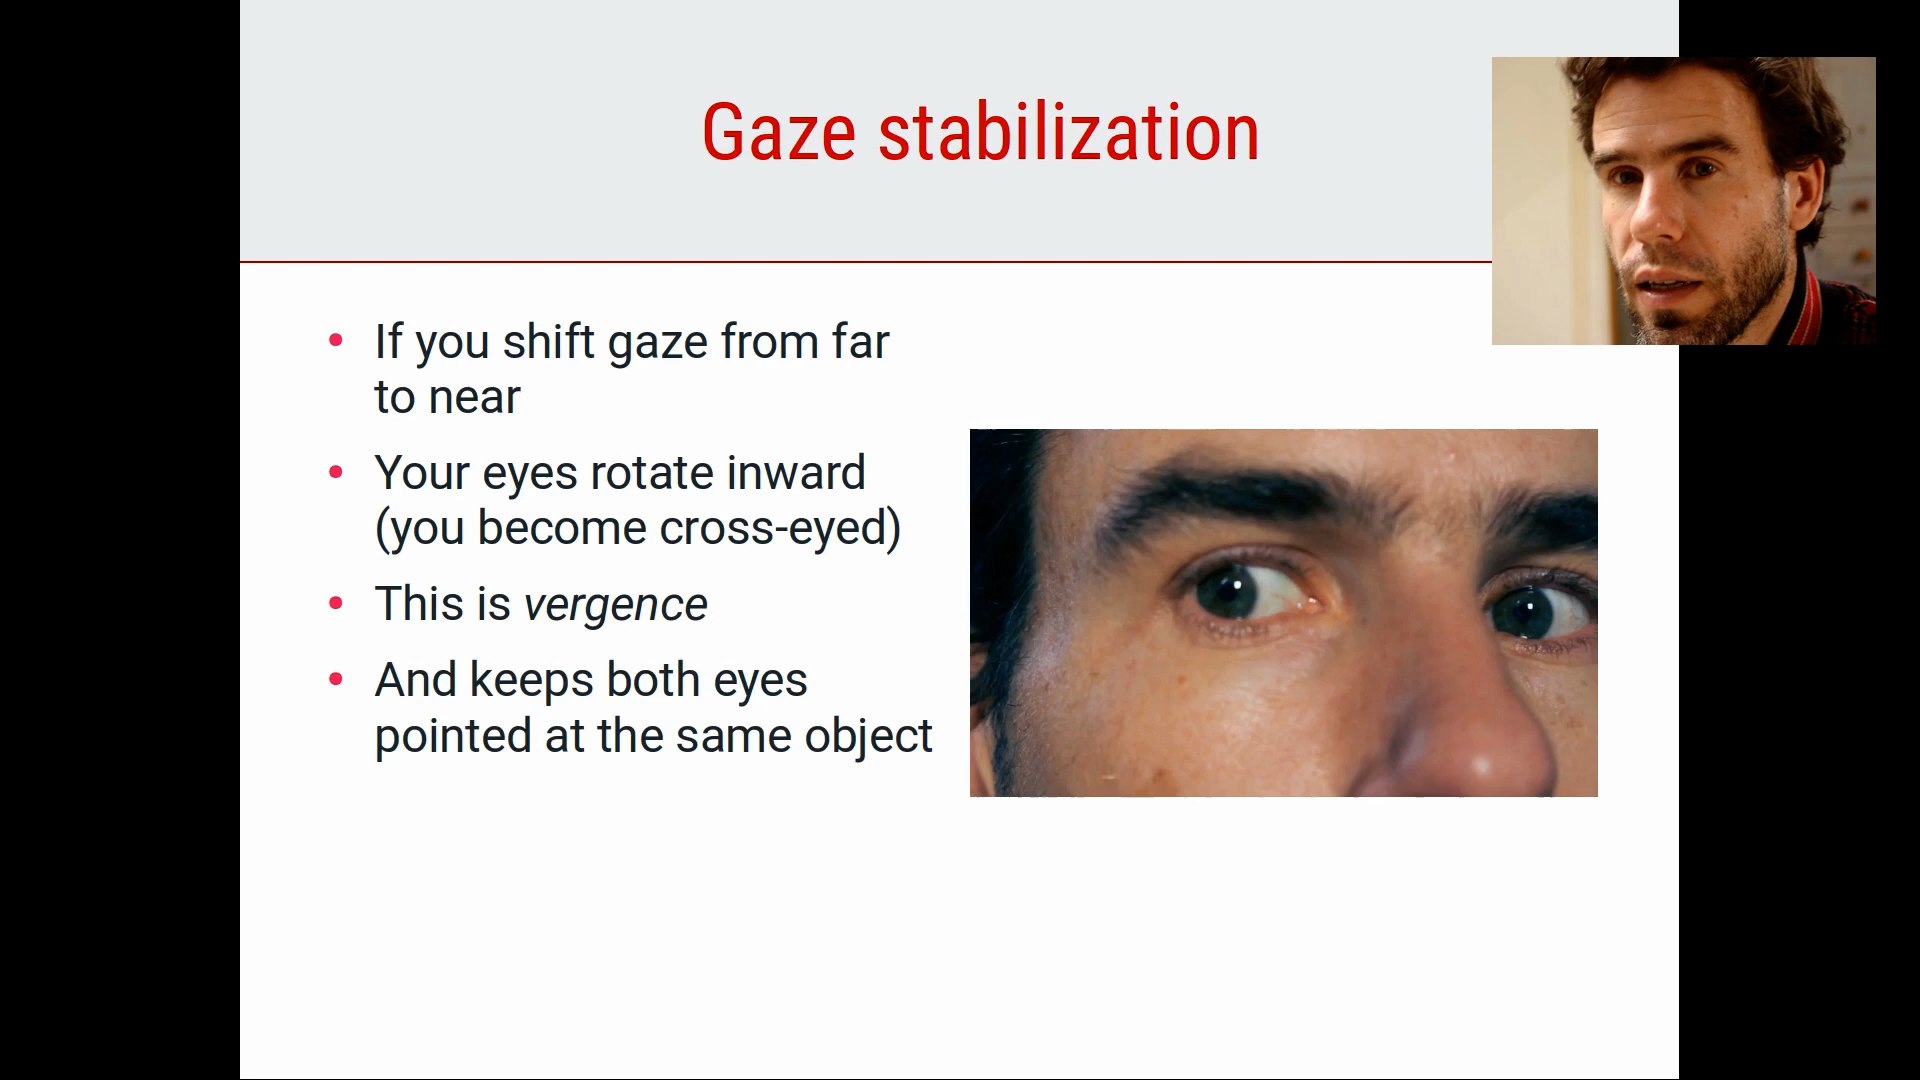 Gaze stabilization
• If you shift gaze from far
to near
• Your eyes rotate inward
(you become cross-eyed)
• This is vergence
• And keeps both eyes
pointed at the same object